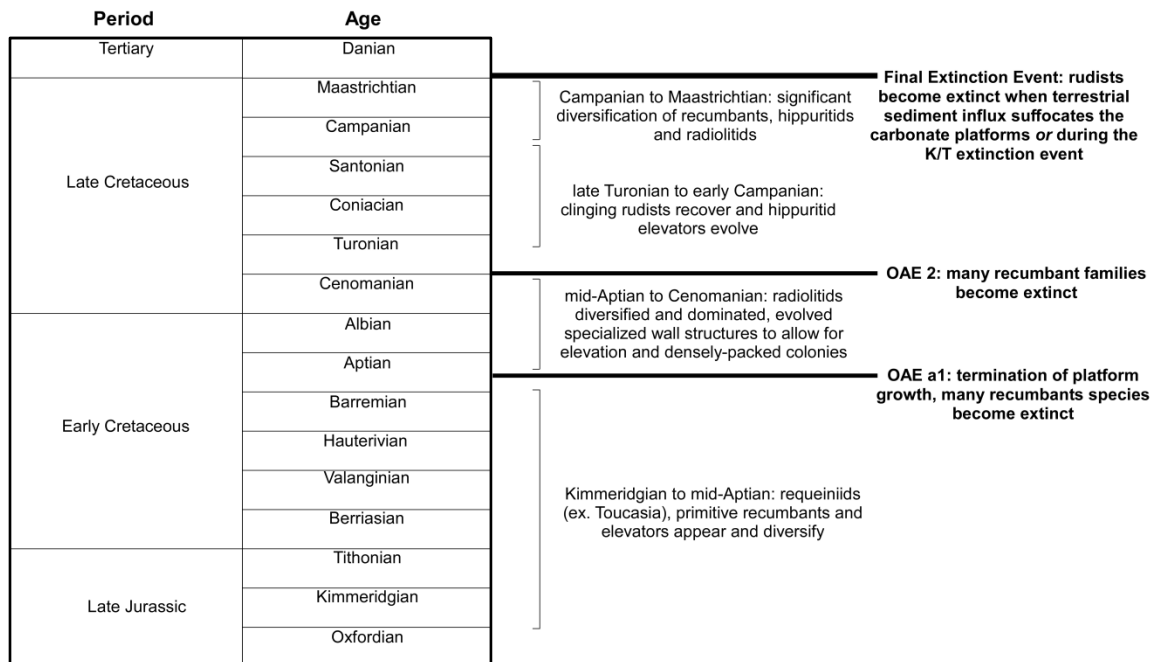 Period
Age
Tertiary
Danian
Late Cretaceous
Maastrichtian
Campanian
Santonian
Coniacian
Turonian
Cenomanian
Early Cretaceous
Albian
Aptian
Barremian
Hauterivian
Valanginian
Berriasian
Late Jurassic
Tithonian
Kimmeridgian
Oxfordian
Campanian to Maastrichtian: significant
diversification of recumbants, hippuritids
and radiolitids
late Turonian to early Campanian:
clinging rudists recover and hippuritid
elevators evolve
mid-Aptian to Cenomanian: radiolitids
diversified and dominated, evolved
specialized wall structures to allow for
elevation and densely-packed colonies
Kimmeridgian to mid-Aptian: requeiniids
(ex. Toucasia), primitive recumbants and
elevators appear and diversify
Final Extinction Event: rudists
become extinct when terrestrial
sediment influx suffocates the
carbonate platforms or during the
K/T extinction event
OAE 2: many recumbant families
become extinct
OAE a1: termination of platform
growth, many recumbants species
become extinct